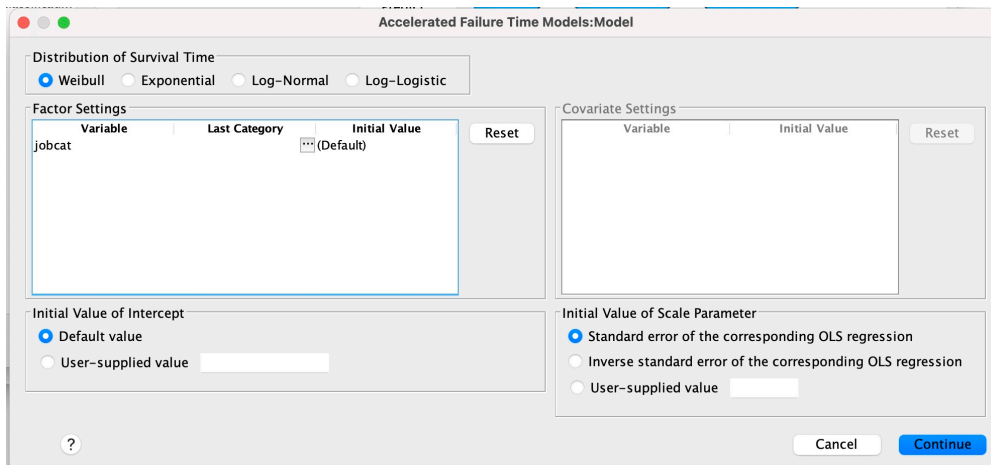 Accelerated Failure Time Models:Model
Distribution of Survival Time
Weibull Exponential Log-Normal Log-Logistic
Factor Settings
Variable Last Category Initial Value
jobcat ... (Default)
Reset
Covariate Settings
Variable Initial Value
Reset
Initial Value of Intercept
Default value
User-supplied value
Initial Value of Scale Parameter
Standard error of the corresponding OLS regression
Inverse standard error of the corresponding OLS regression
User-supplied value
?
Cancel Continue